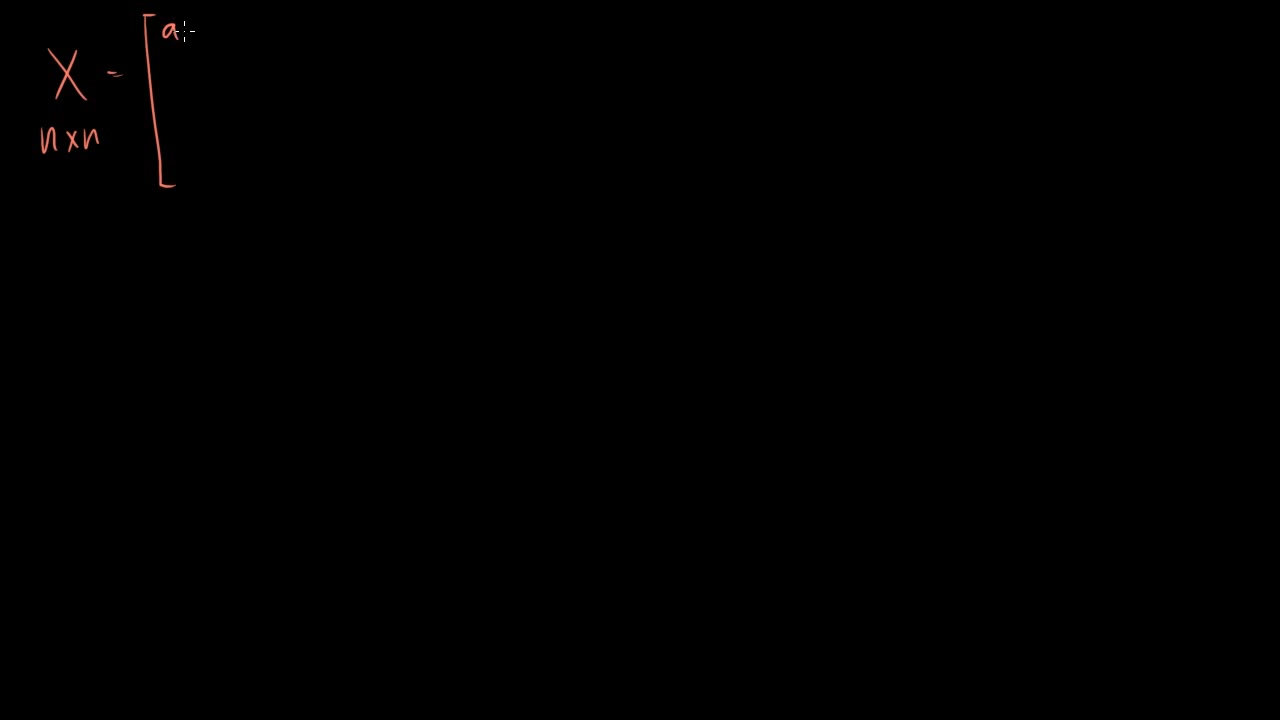 X = [ a
n x n